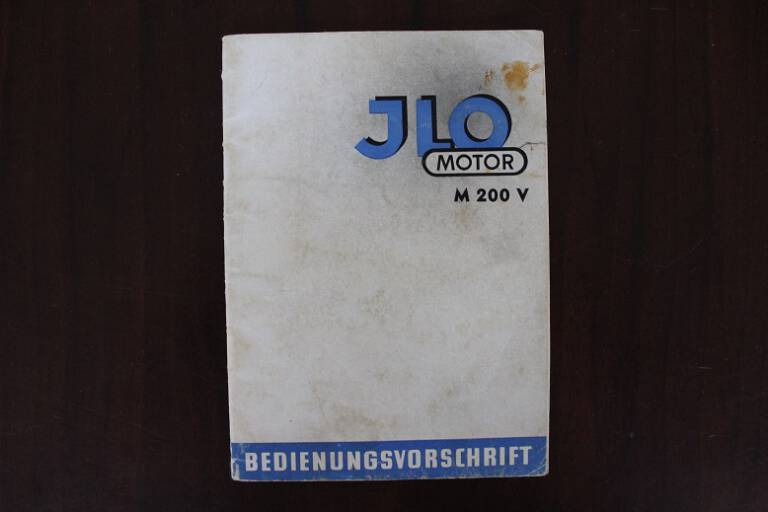 JLO
MOTOR
M 200 V
BEDIENUNGSVORSCHRIFT